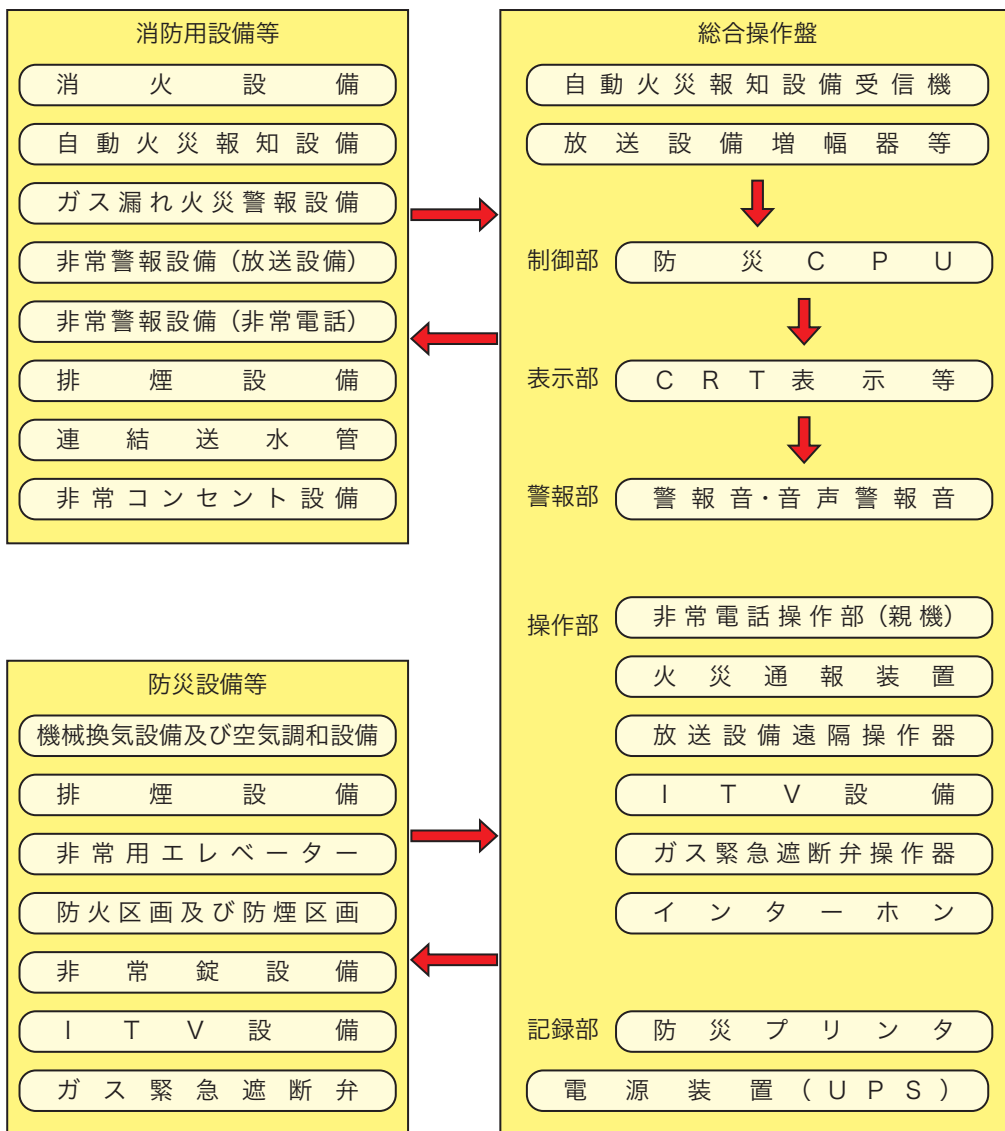 消防用設備等
消火設備
自動火災報知設備
ガス漏れ火災警報設備
非常警報設備（放送設備）
非常警報設備（非常電話）
排煙設備
連結送水管
非常コンセント設備
防災設備等
機械換気設備及び空気調和設備
排煙設備
非常用エレベーター
防火区画及び防煙区画
非常錠設備
ITV設備
ガス緊急遮断弁
総合操作盤
自動火災報知設備受信機
放送設備増幅器等
制御部 防災CPU
表示部 CRT表示等
警報部 警報音・音声警報音
操作部 非常電話操作部（親機）
火災通報装置
放送設備遠隔操作器
ITV設備
ガス緊急遮断弁操作器
インターホン
記録部 防災プリンタ
電源装置（UPS）